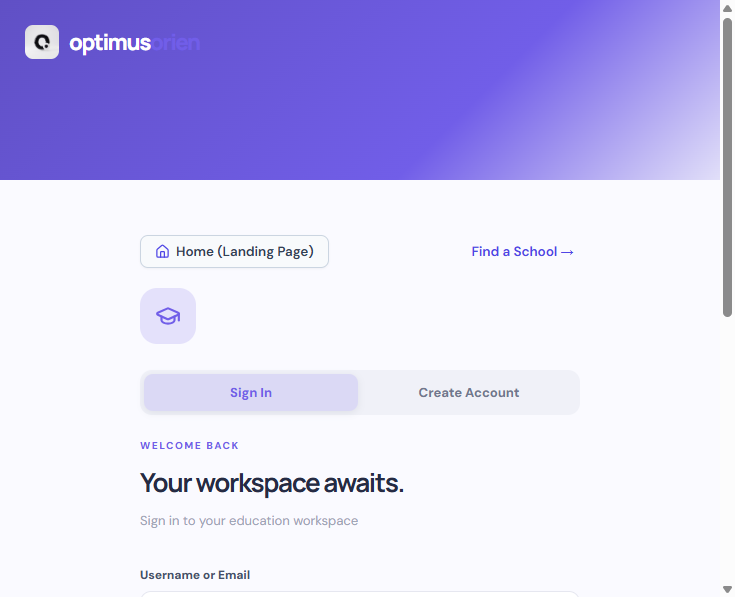 optimusorien
Home (Landing Page)
Find a School →
Sign In
Create Account
WELCOME BACK
Your workspace awaits.
Sign in to your education workspace
Username or Email